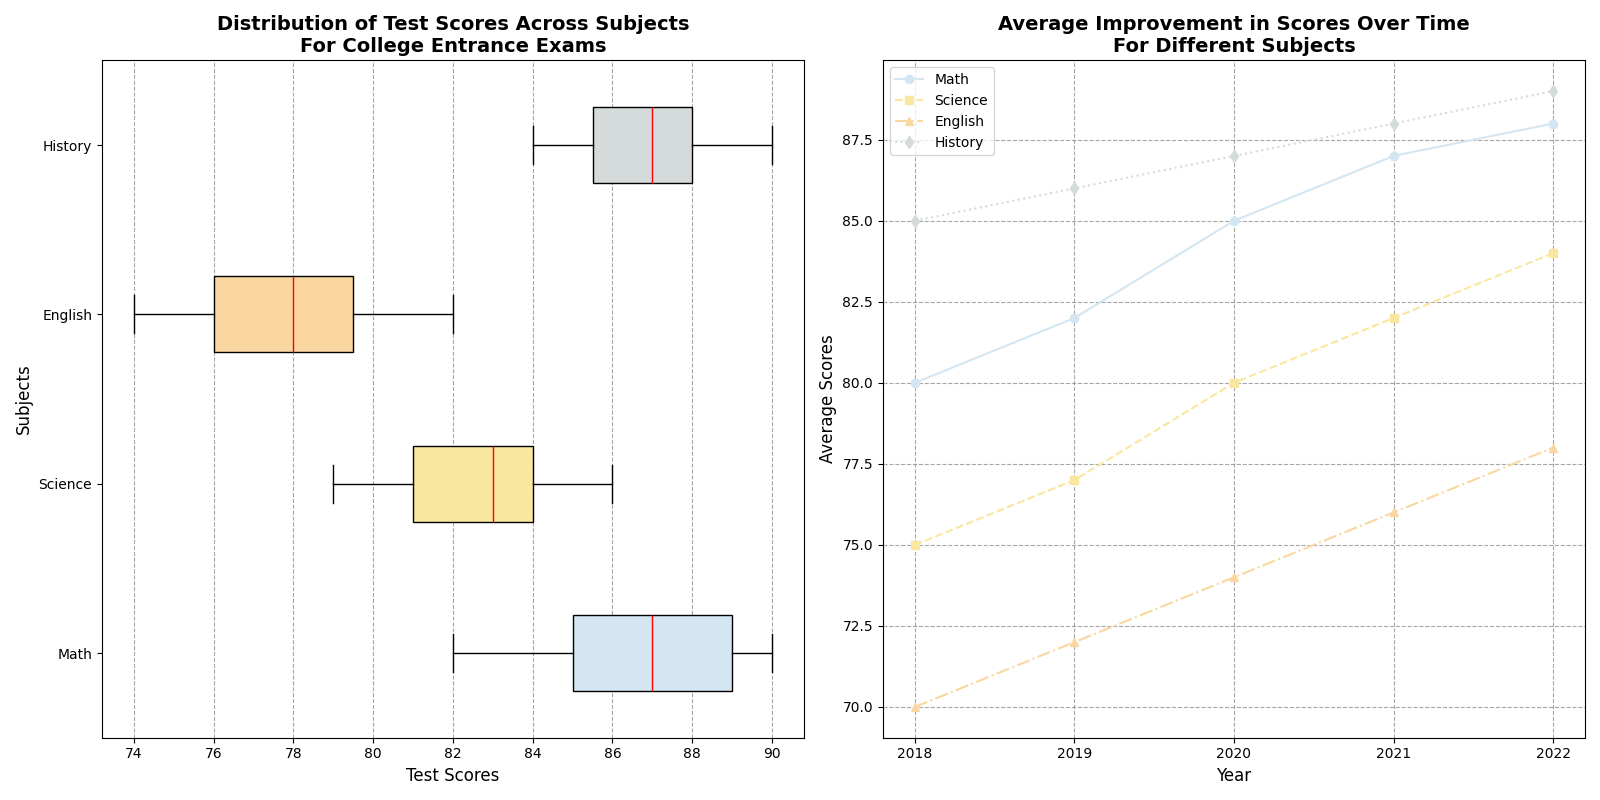 Distribution of Test Scores Across Subjects
For College Entrance Exams
Subjects
History
English
Science
Math
74 76 78 80 82 84 86 88 90
Test Scores
Average Improvement in Scores Over Time
For Different Subjects
Math
Science
English
History
Average Scores
87.5
85.0
82.5
80.0
77.5
75.0
72.5
70.0
2018 2019 2020 2021 2022
Year